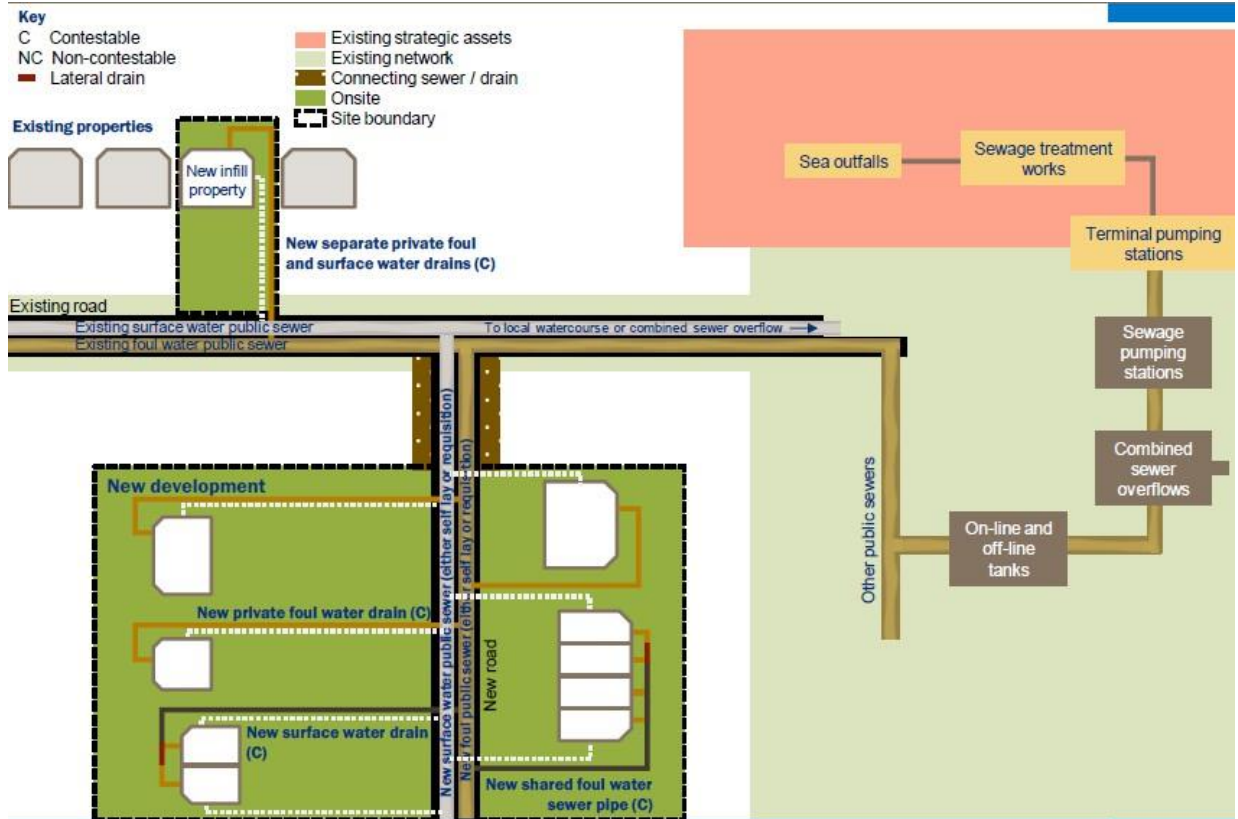 Key
C Contestable
NC Non-contestable
Lateral drain
Existing strategic assets
Existing network
Connecting sewer / drain
Onsite
Site boundary
Existing properties
New infill
property
New separate private foul
and surface water drains (C)
Existing road
Existing surface water public sewer
To local watercourse or combined sewer overflow
Existing foul water public sewer
Sea outfalls
Sewage treatment
works
Terminal pumping
stations
Sewage
pumping
stations
Combined
sewer
overflows
On-line and
off-line
tanks
Other public sewers
New development
New surface water public sewer (either self lay or requisition)
New foul public sewer (either self lay or requisition)
New road
New private foul water drain (C)
New surface water drain
(C)
New shared foul water
sewer pipe (C)